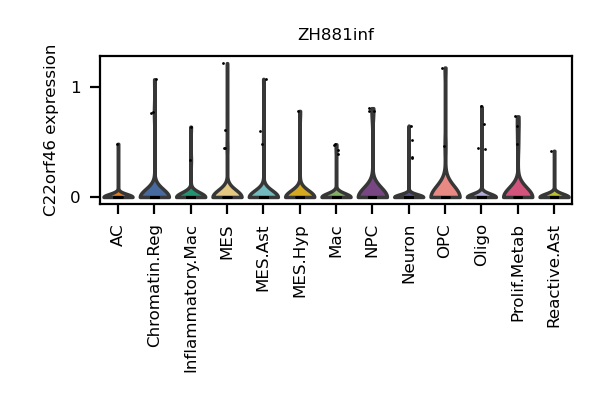 ZH881inf
C22orf46 expression
1
0
AC
Chromatin.Reg
Inflammatory.Mac
MES
MES.Ast
MES.Hyp
Mac
NPC
Neuron
OPC
Oligo
Prolif.Metab
Reactive.Ast